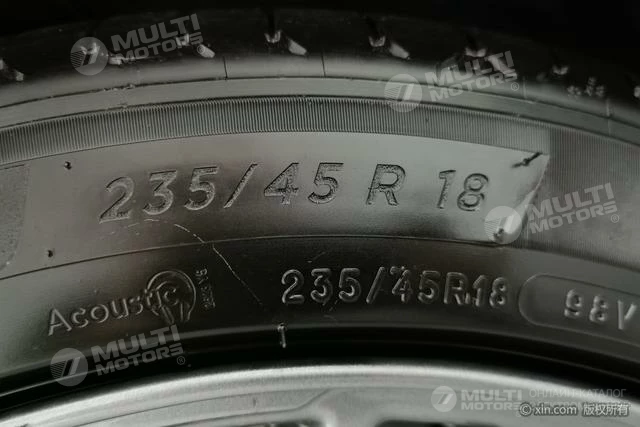 MULTI MOTORS
MULTI MOTORS
235/45 R 18
MULTI MOTORS
Acoustic
235/45R18
98V
MULTI MOTORS
MULTI MOTORS
КАТАЛОГ
© xin.com 版权所有